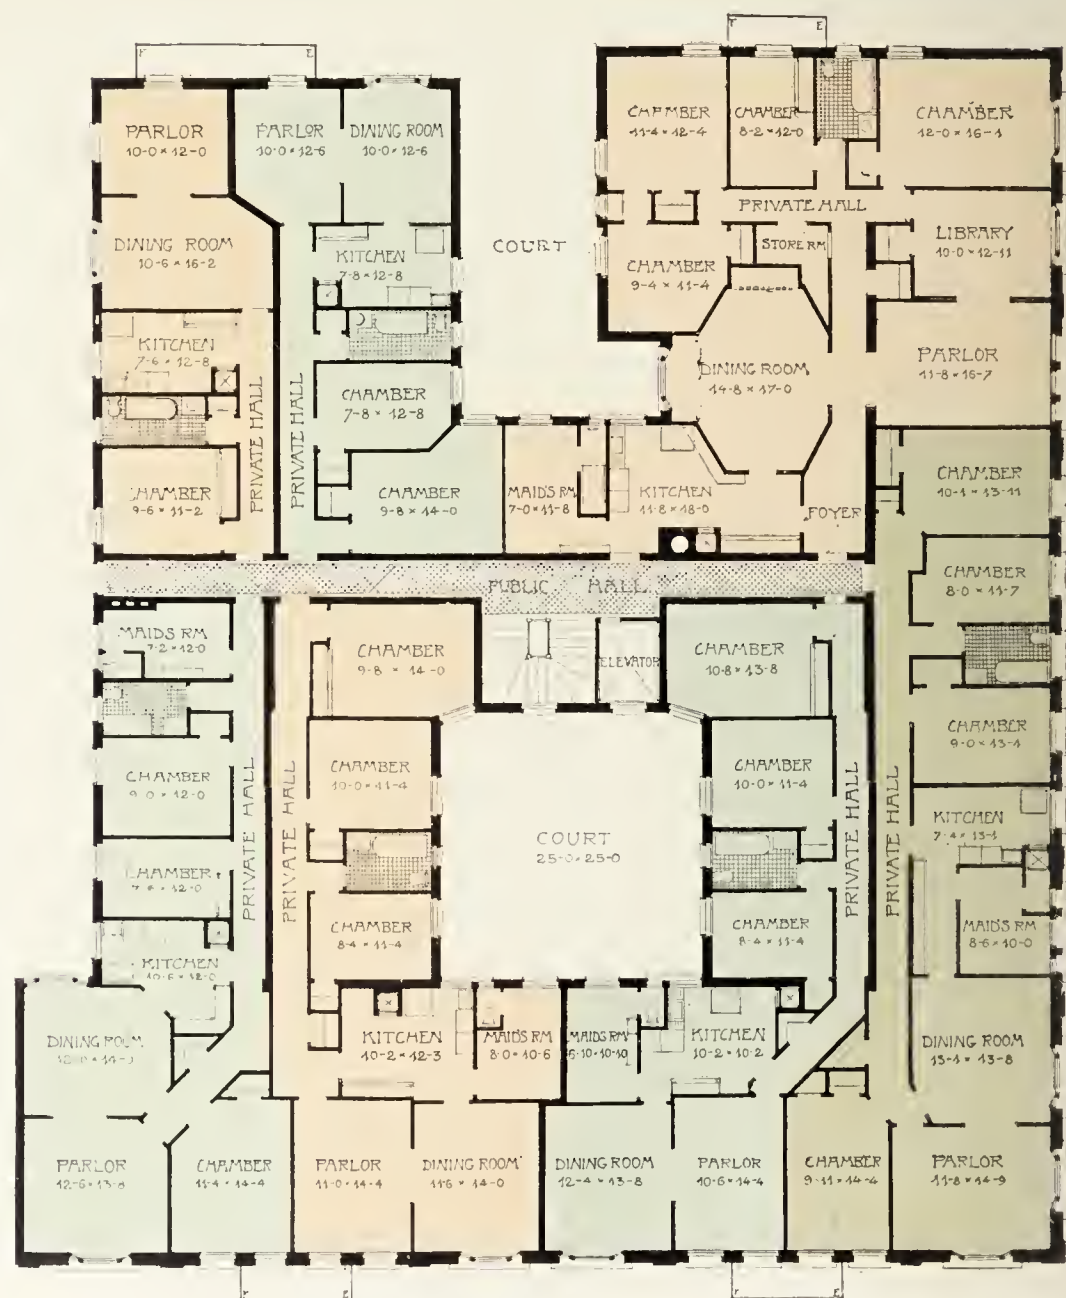 F
E
PARLOR
10-0 × 12-0
PARLOR
10-0 × 12-6
DINING ROOM
10-0 × 12-6
DINING ROOM
10-6 × 16-2
KITCHEN
7-8 × 12-8
KITCHEN
7-6 × 12-8
CHAMBER
7-8 × 12-8
PRIVATE HALL
PRIVATE HALL
CHAMBER
9-6 × 11-2
CHAMBER
9-8 × 14-0
COURT
F
E
CHAMBER
11-4 × 12-4
CHAMBER
8-2 × 12-0
CHAMBER
12-0 × 16-1
PRIVATE HALL
STORE RM
LIBRARY
10-0 × 12-11
CHAMBER
9-4 × 11-4
DINING ROOM
14-8 × 17-0
PARLOR
11-8 × 16-7
MAID'S RM
7-0 × 11-8
KITCHEN
11-8 × 18-0
FOYER
CHAMBER
10-1 × 13-11
PUBLIC HALL
CHAMBER
8-0 × 11-7
MAIDS RM
7-2 × 12-0
CHAMBER
9-8 × 14-0
ELEVATOR
CHAMBER
10-8 × 13-8
CHAMBER
9-0 × 13-1
CHAMBER
9-0 × 12-0
CHAMBER
10-0 × 11-4
CHAMBER
10-0 × 11-4
PRIVATE HALL
PRIVATE HALL
COURT
25-0 × 25-0
PRIVATE HALL
PRIVATE HALL
KITCHEN
7-4 × 13-1
CHAMBER
CHAMBER
8-4 × 11-4
CHAMBER
8-4 × 11-4
MAID'S RM
8-6 × 10-0
KITCHEN
10-6 × 12-0
DINING ROOM
KITCHEN
10-2 × 12-3
MAID'S RM
8-0 × 10-6
MAIDS RM
6-10 × 10-10
KITCHEN
10-2 × 10-2
DINING ROOM
13-1 × 13-8
PARLOR
12-6 × 13-8
CHAMBER
11-4 × 14-4
PARLOR
11-0 × 14-4
DINING ROOM
11-6 × 14-0
DINING ROOM
12-4 × 13-8
PARLOR
10-6 × 14-4
CHAMBER
9-11 × 14-4
PARLOR
11-8 × 14-9
F
E
F
E